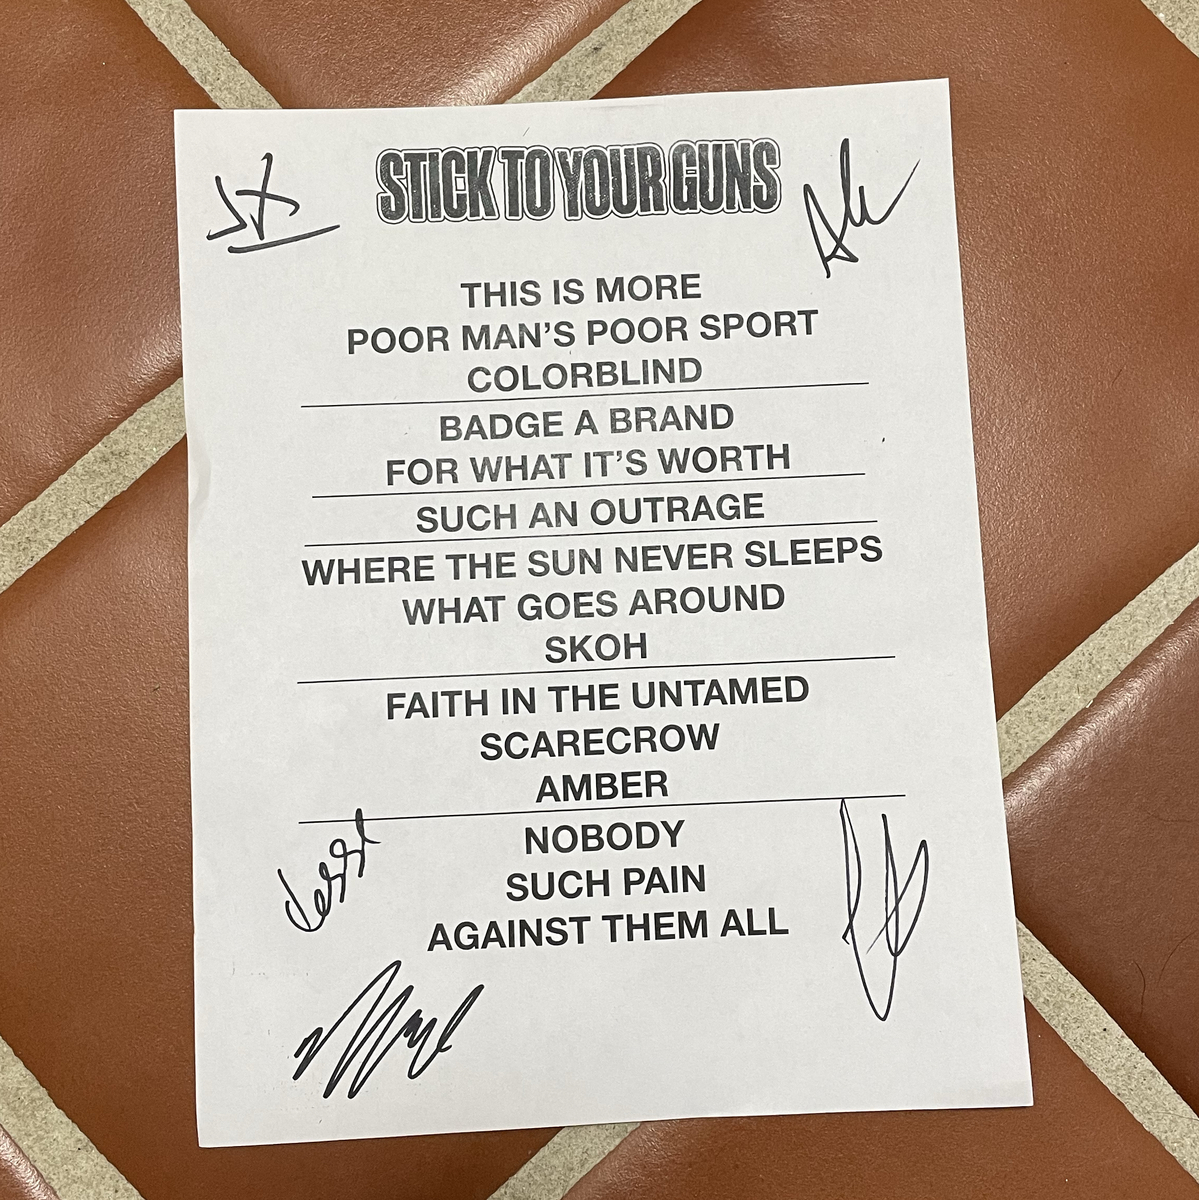 STICK TO YOUR GUNS
THIS IS MORE
POOR MAN'S POOR SPORT
COLORBLIND
BADGE A BRAND
FOR WHAT IT'S WORTH
SUCH AN OUTRAGE
WHERE THE SUN NEVER SLEEPS
WHAT GOES AROUND
SKOH
FAITH IN THE UNTAMED
SCARECROW
AMBER
NOBODY
SUCH PAIN
AGAINST THEM ALL
Jesse